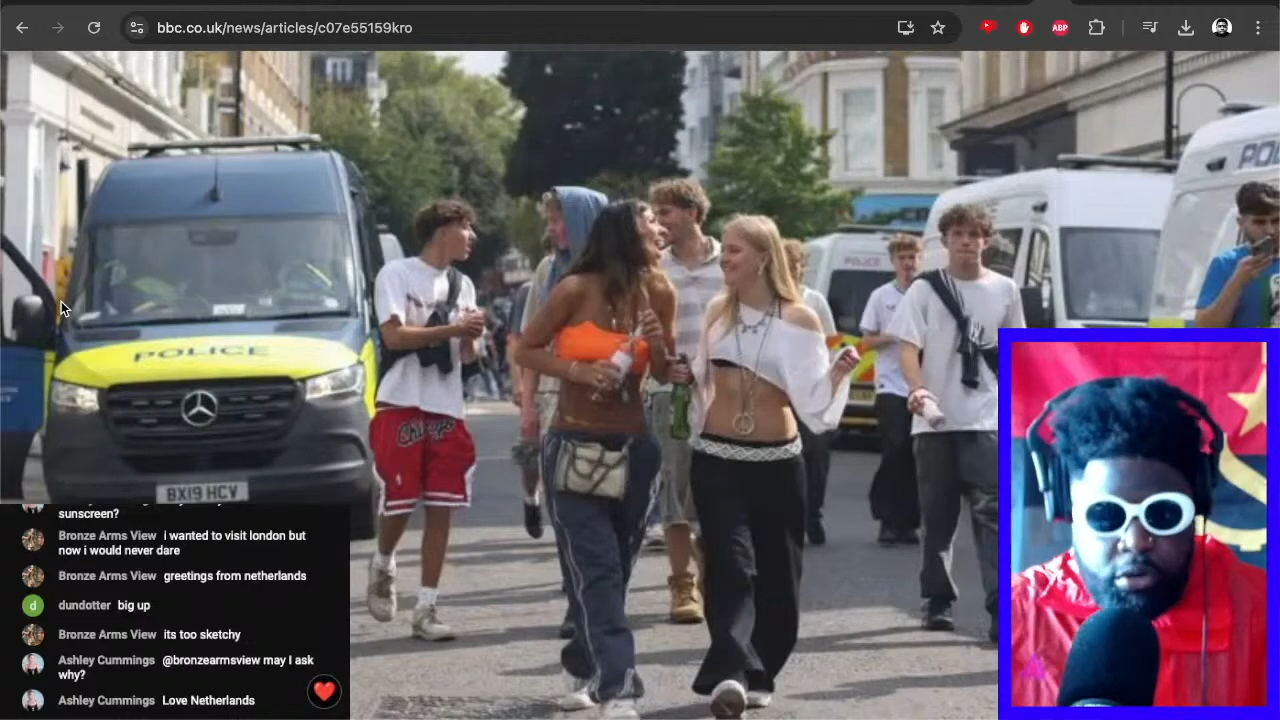 bbc.co.uk/news/articles/c07e55159kro
ABP
POLICE
POLICE
BX19 HCV
sunscreen?
Bronze Arms View i wanted to visit london but
now i would never dare
Bronze Arms View greetings from netherlands
d dundotter big up
Bronze Arms View its too sketchy
Ashley Cummings @bronzearmsview may I ask
why?
Ashley Cummings Love Netherlands